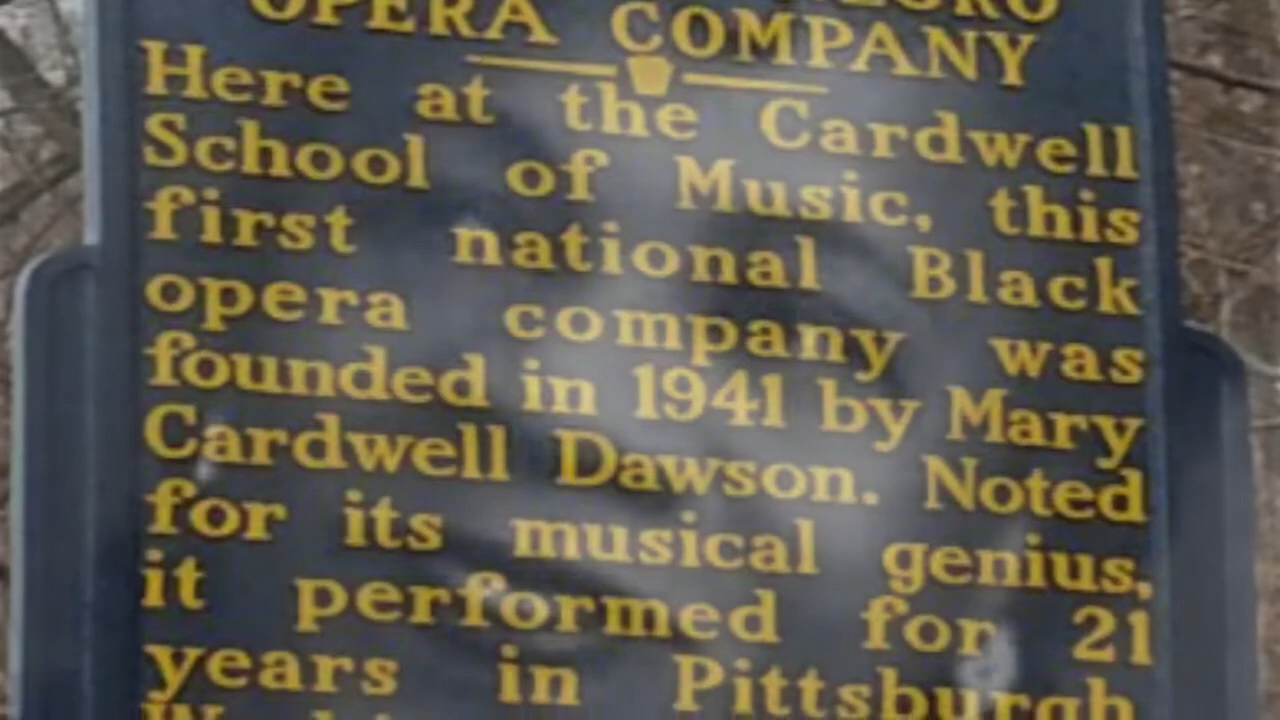 OPERA COMPANY
Here at the Cardwell
School of Music, this
first national Black
opera company was
founded in 1941 by Mary
Cardwell Dawson. Noted
for its musical genius,
it performed for 21
years in Pittsburgh